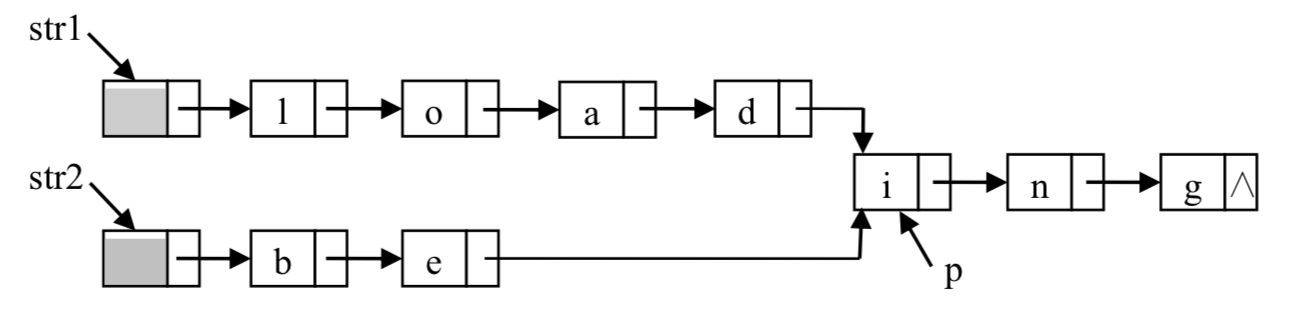 str1
l o a d
i n g ∧
str2
b e
p